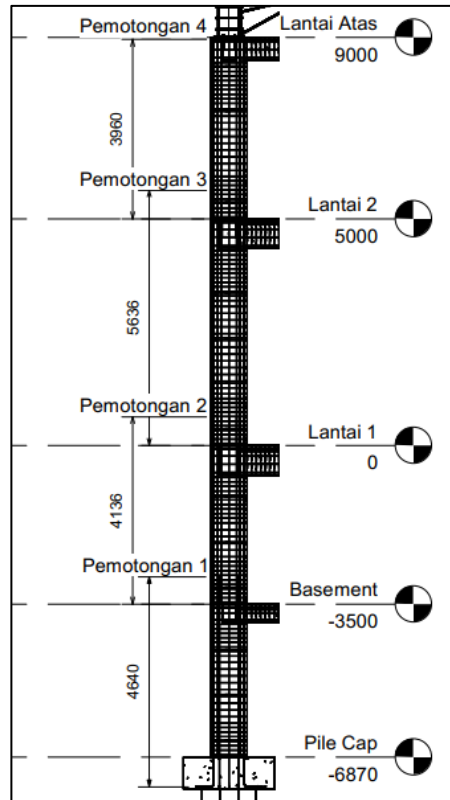 Pemotongan 4
Lantai Atas
9000
3960
Pemotongan 3
Lantai 2
5000
5636
Pemotongan 2
Lantai 1
0
4136
Pemotongan 1
Basement
-3500
4640
Pile Cap
-6870